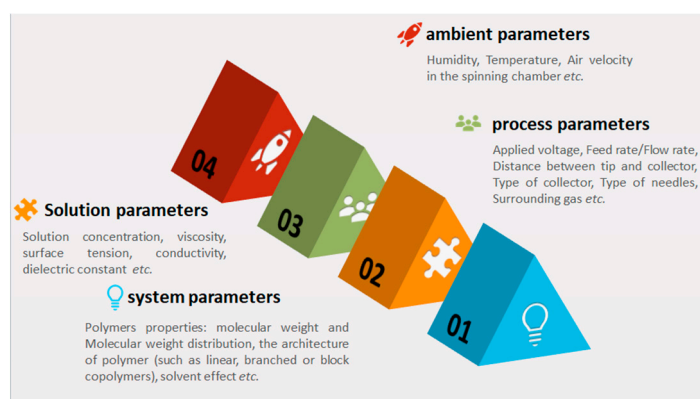 ambient parameters
Humidity, Temperature, Air velocity
in the spinning chamber etc.
process parameters
Applied voltage, Feed rate/Flow rate,
Distance between tip and collector,
Type of collector, Type of needles,
Surrounding gas etc.
04
03
02
01
Solution parameters
Solution concentration, viscosity,
surface tension, conductivity,
dielectric constant etc.
system parameters
Polymers properties: molecular weight and
Molecular weight distribution, the architecture
of polymer (such as linear, branched or block
copolymers), solvent effect etc.